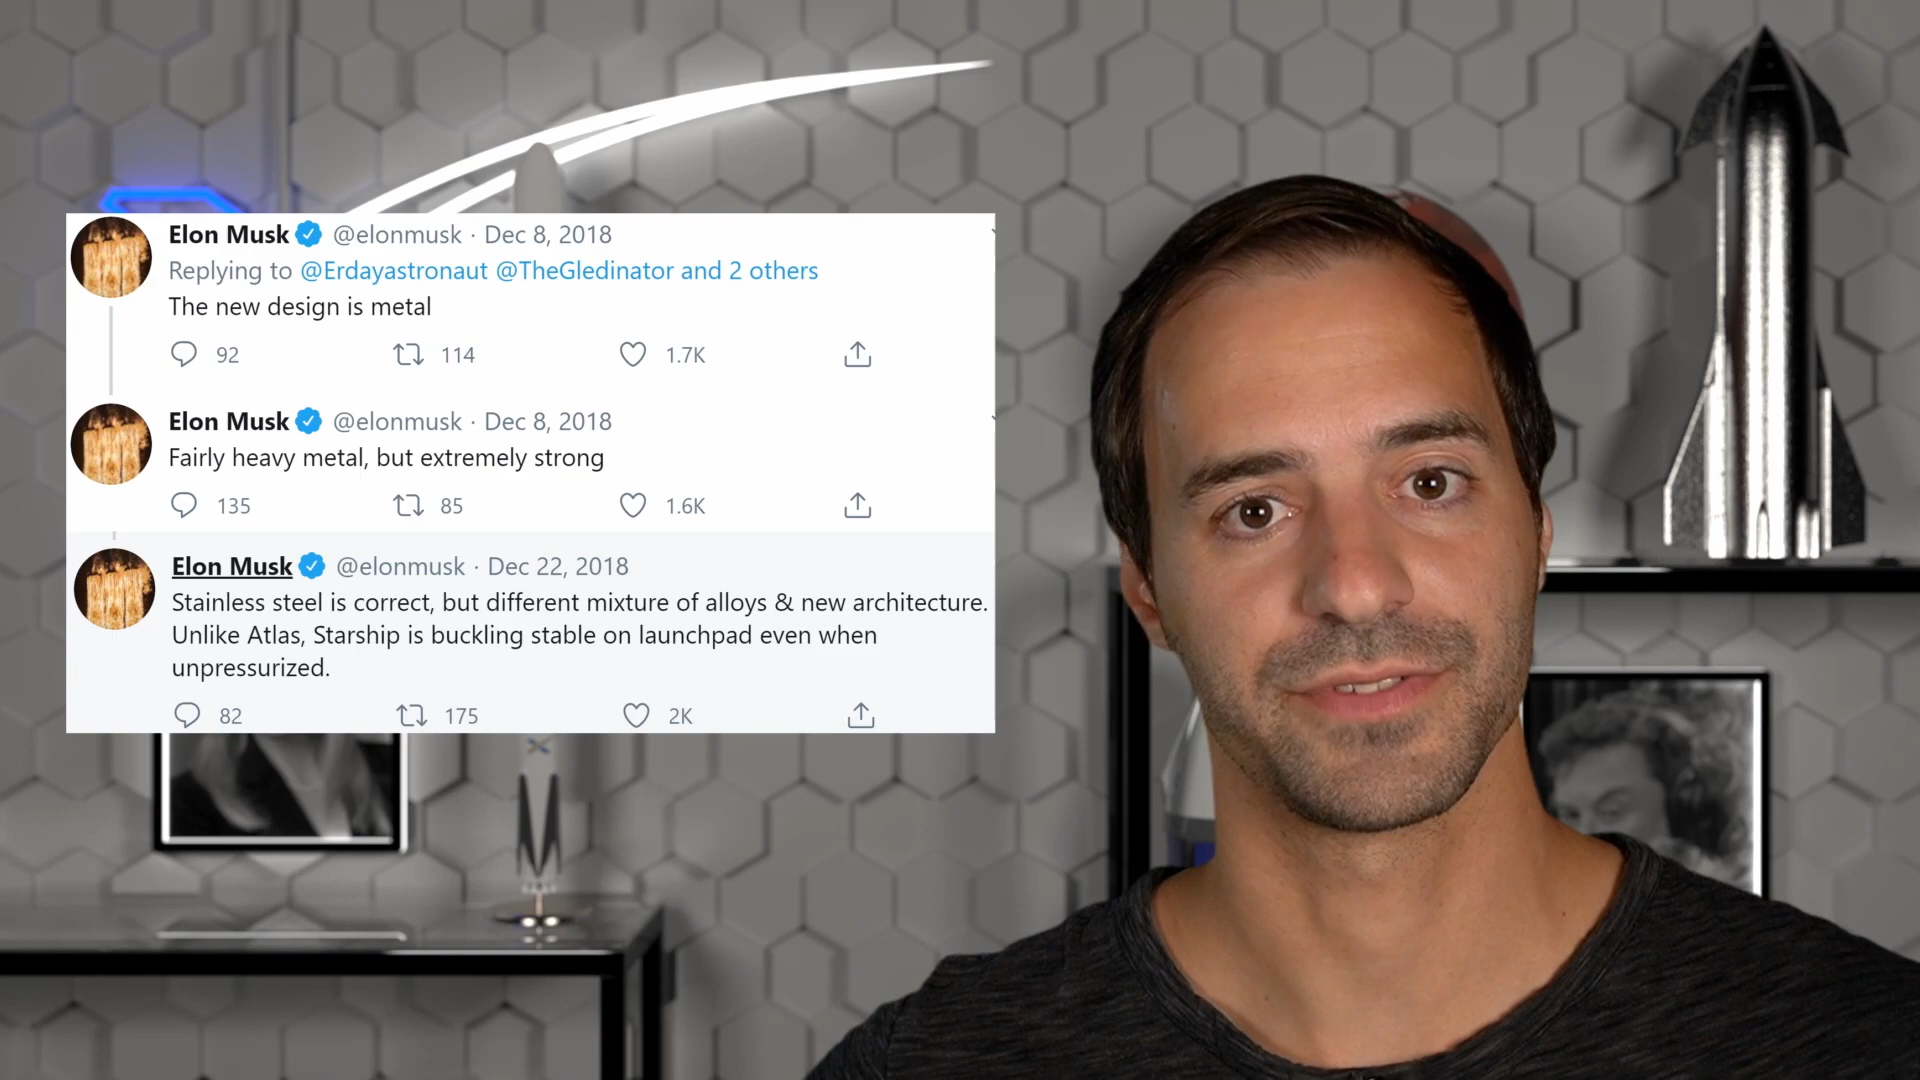 Elon Musk @elonmusk · Dec 8, 2018
Replying to @Erdayastronaut @TheGledinator and 2 others
The new design is metal
92 114 1.7K
Elon Musk @elonmusk · Dec 8, 2018
Fairly heavy metal, but extremely strong
135 85 1.6K
Elon Musk @elonmusk · Dec 22, 2018
Stainless steel is correct, but different mixture of alloys & new architecture.
Unlike Atlas, Starship is buckling stable on launchpad even when
unpressurized.
82 175 2K